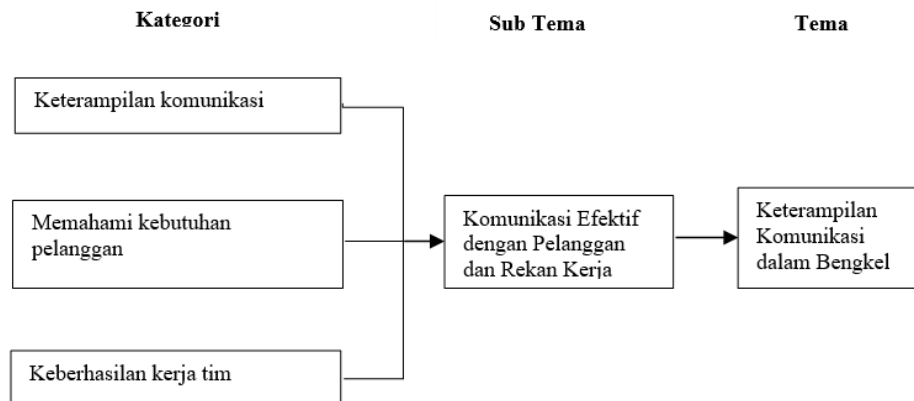 Kategori
Sub Tema
Tema
Keterampilan komunikasi
Memahami kebutuhan
pelanggan
Keberhasilan kerja tim
Komunikasi Efektif
dengan Pelanggan
dan Rekan Kerja
Keterampilan
Komunikasi
dalam Bengkel